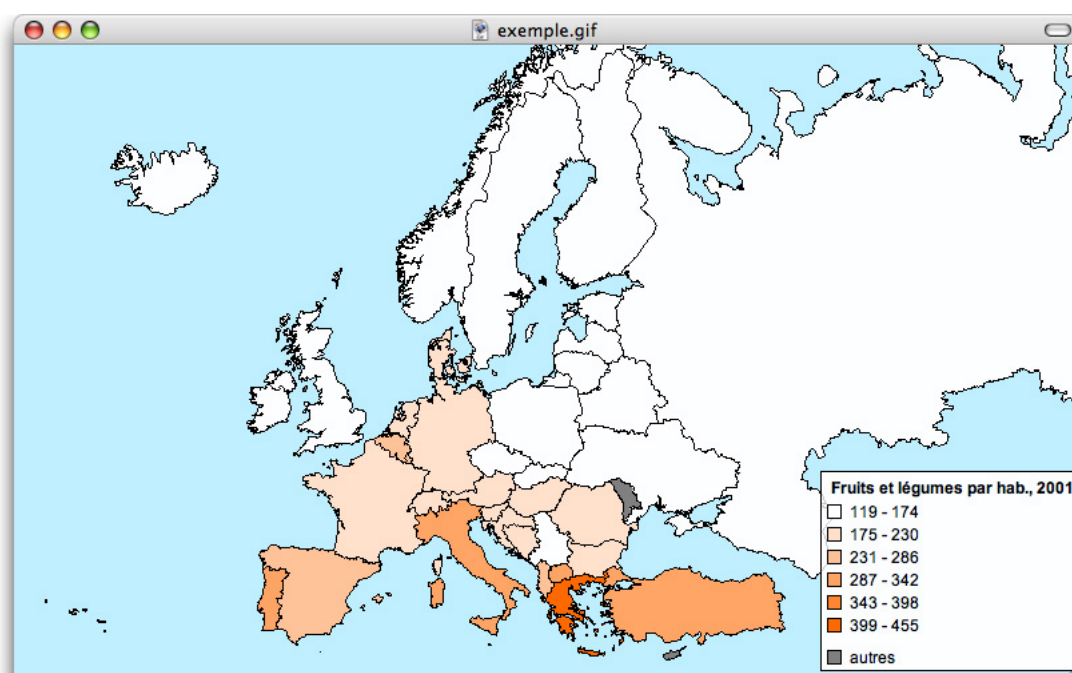 exemple.gif
Fruits et légumes par hab., 2001
119 - 174
175 - 230
231 - 286
287 - 342
343 - 398
399 - 455
autres